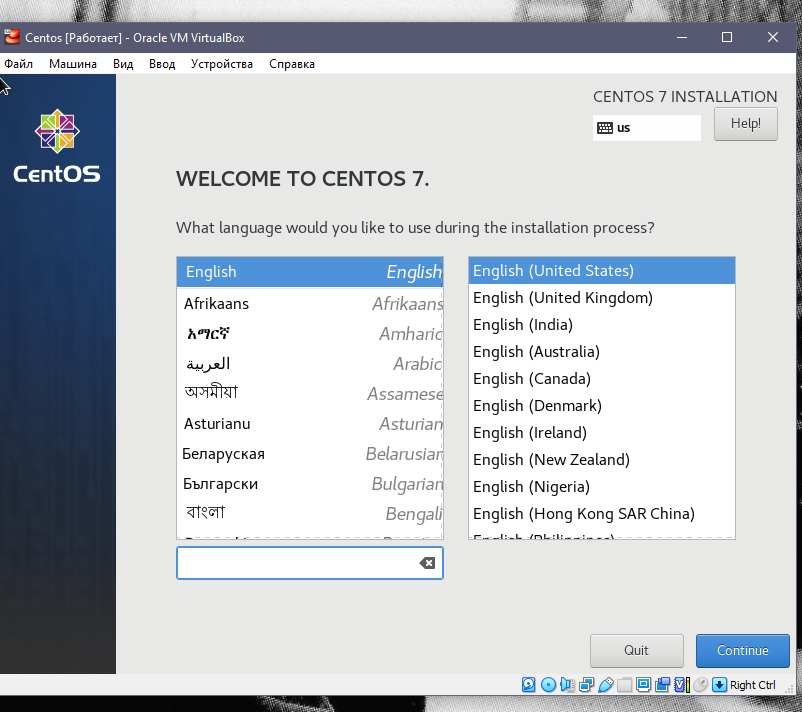 Centos [Работает] - Oracle VM VirtualBox
Файл Машина Вид Ввод Устройства Справка
CentOS
CENTOS 7 INSTALLATION
us
Help!
WELCOME TO CENTOS 7.
What language would you like to use during the installation process?
English English
Afrikaans Afrikaans
አማርኛ Amharic
العربية Arabic
অসমীয়া Assamese
Asturianu Asturian
Беларуская Belarusian
Български Bulgarian
বাংলা Bengali
English (United States)
English (United Kingdom)
English (India)
English (Australia)
English (Canada)
English (Denmark)
English (Ireland)
English (New Zealand)
English (Nigeria)
English (Hong Kong SAR China)
English (Philippines)
Quit Continue
Right Ctrl